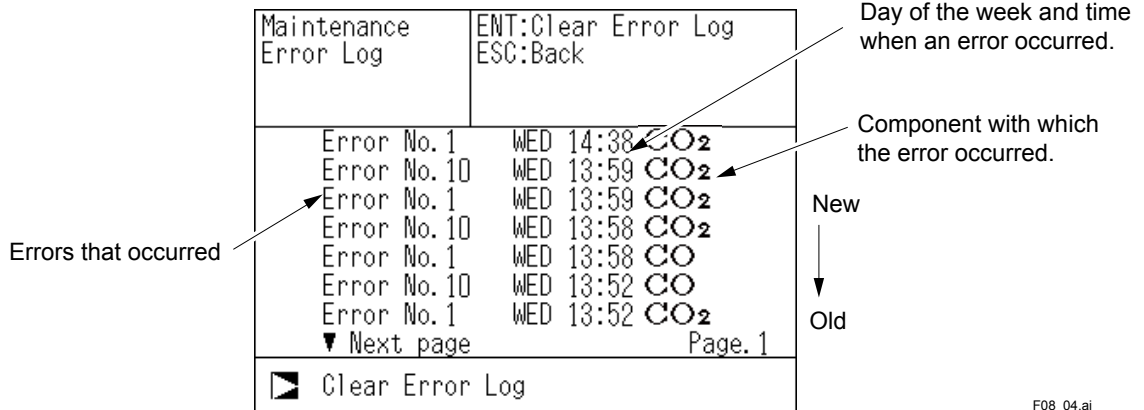 Maintenance
Error Log
ENT:Clear Error Log
ESC:Back
Day of the week and time
when an error occurred.
Component with which
the error occurred.
Errors that occurred
Error No. 1 WED 14:38 CO₂
Error No. 10 WED 13:59 CO₂
Error No. 1 WED 13:59 CO₂
Error No. 10 WED 13:58 CO₂
Error No. 1 WED 13:58 CO
Error No. 10 WED 13:52 CO
Error No. 1 WED 13:52 CO₂
▼ Next page Page. 1
New
Old
Clear Error Log
F08_04.ai